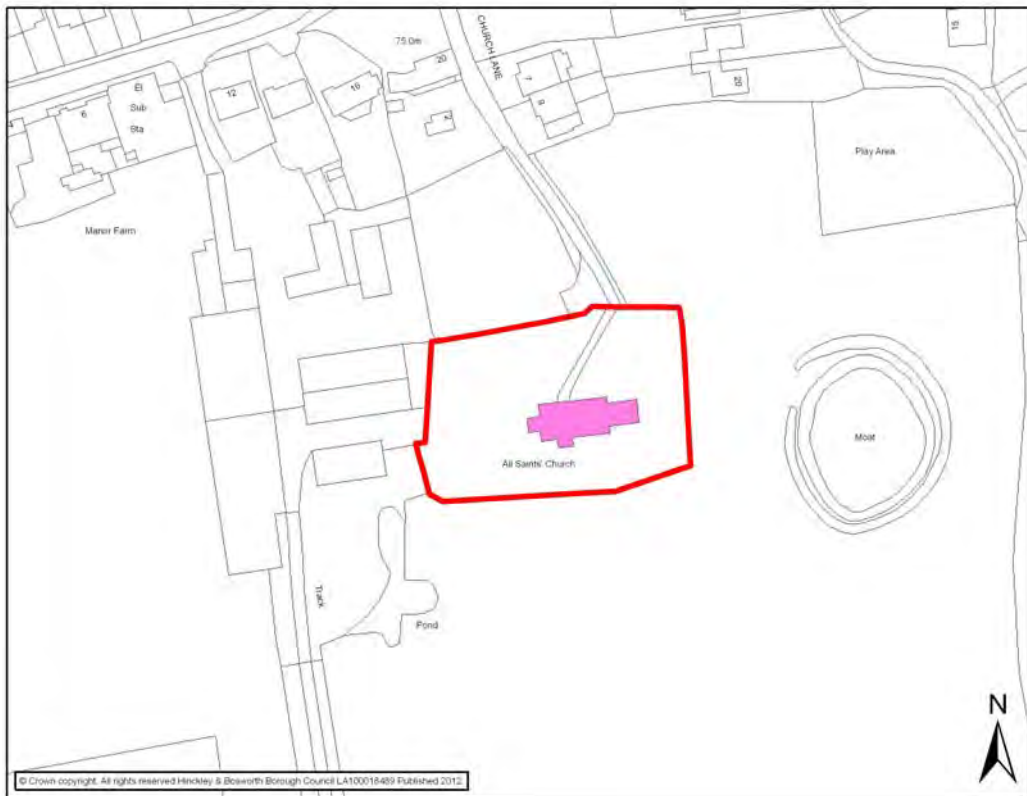 75.0m
20
CHURCH LANE
15
7
8
20
El
Sub
Sta
12
16
2
4
6
Play Area
Manor Farm
Moat
All Saints' Church
Track
Pond
N
© Crown copyright. All rights reserved Hinckley & Bosworth Borough Council LA100018489 Published 2012